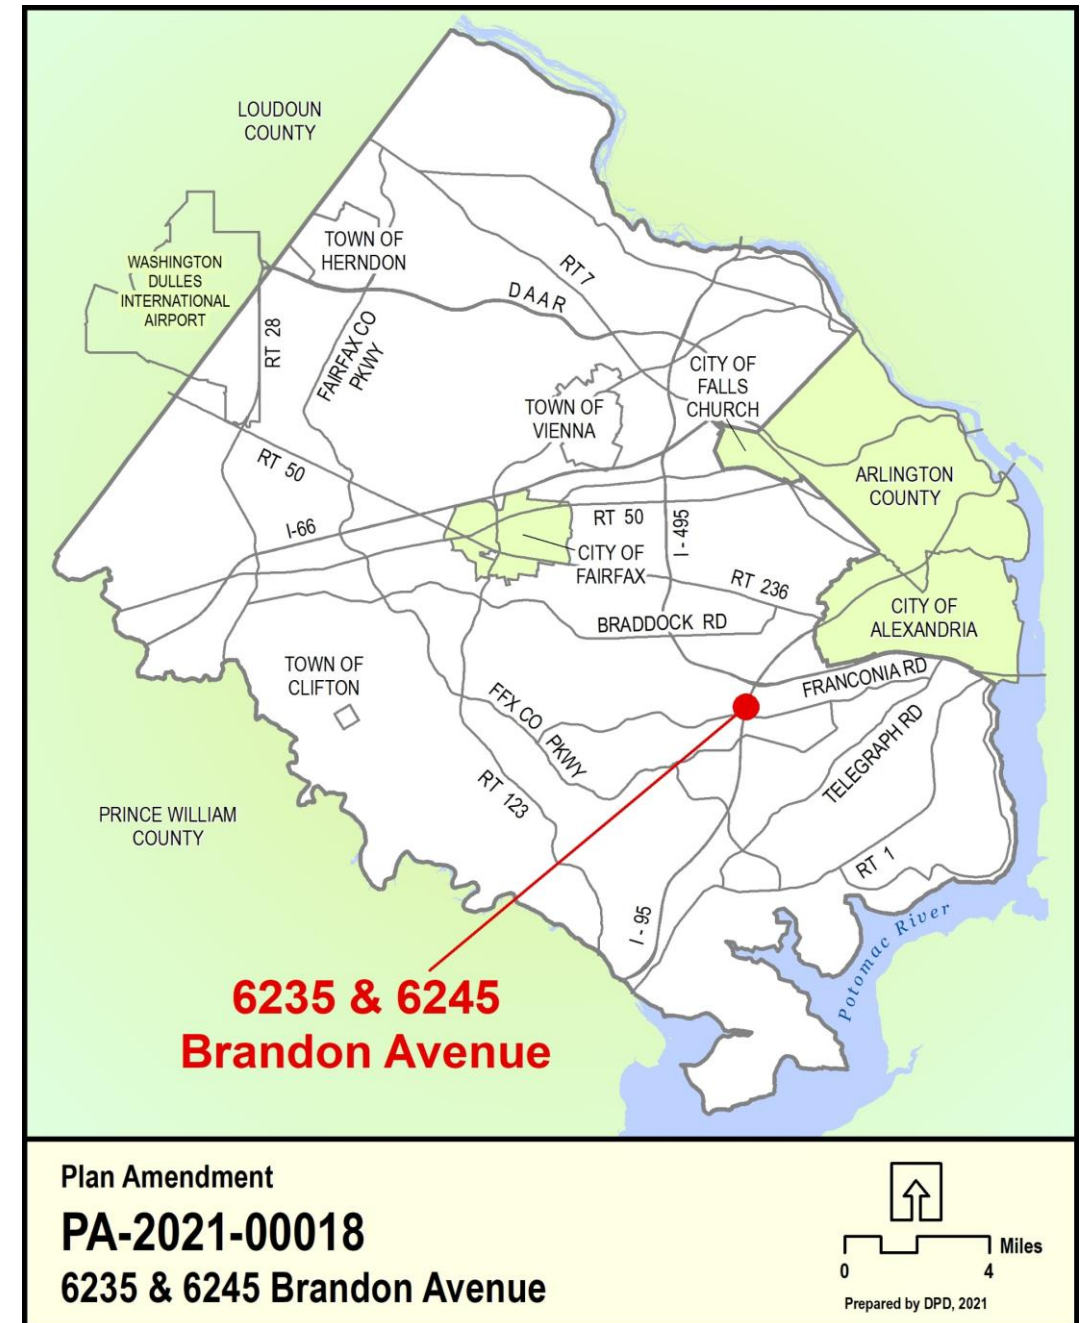 LOUDOUN
COUNTY
WASHINGTON
DULLES
INTERNATIONAL
AIRPORT
TOWN OF
HERNDON
RT 28
FAIRFAX CO
PKWY
DAAR
RT 7
CITY OF
FALLS
CHURCH
TOWN OF
VIENNA
ARLINGTON
COUNTY
RT 50
I-66
RT 50
I - 495
CITY OF
FAIRFAX
RT 236
BRADDOCK RD
CITY OF
ALEXANDRIA
TOWN OF
CLIFTON
FRANCONIA RD
FFX CO
PKWY
TELEGRAPH RD
RT 123
PRINCE WILLIAM
COUNTY
RT 1
I - 95
Potomac River
6235 & 6245
Brandon Avenue
Plan Amendment
PA-2021-00018
6235 & 6245 Brandon Avenue
Miles
0 4
Prepared by DPD, 2021